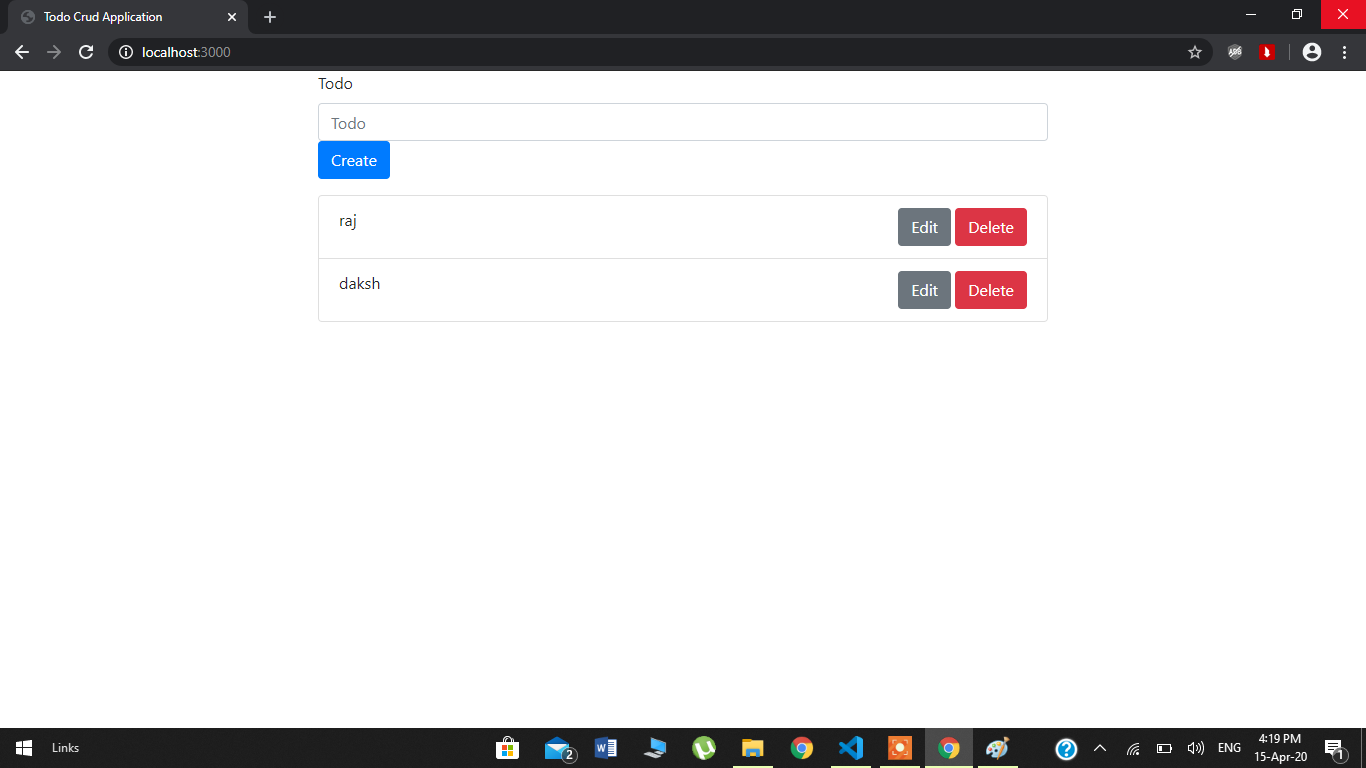 Todo Crud Application
localhost:3000
Todo
Todo
Create
raj Edit Delete
daksh Edit Delete
Links
2
ENG
4:19 PM
15-Apr-20
1